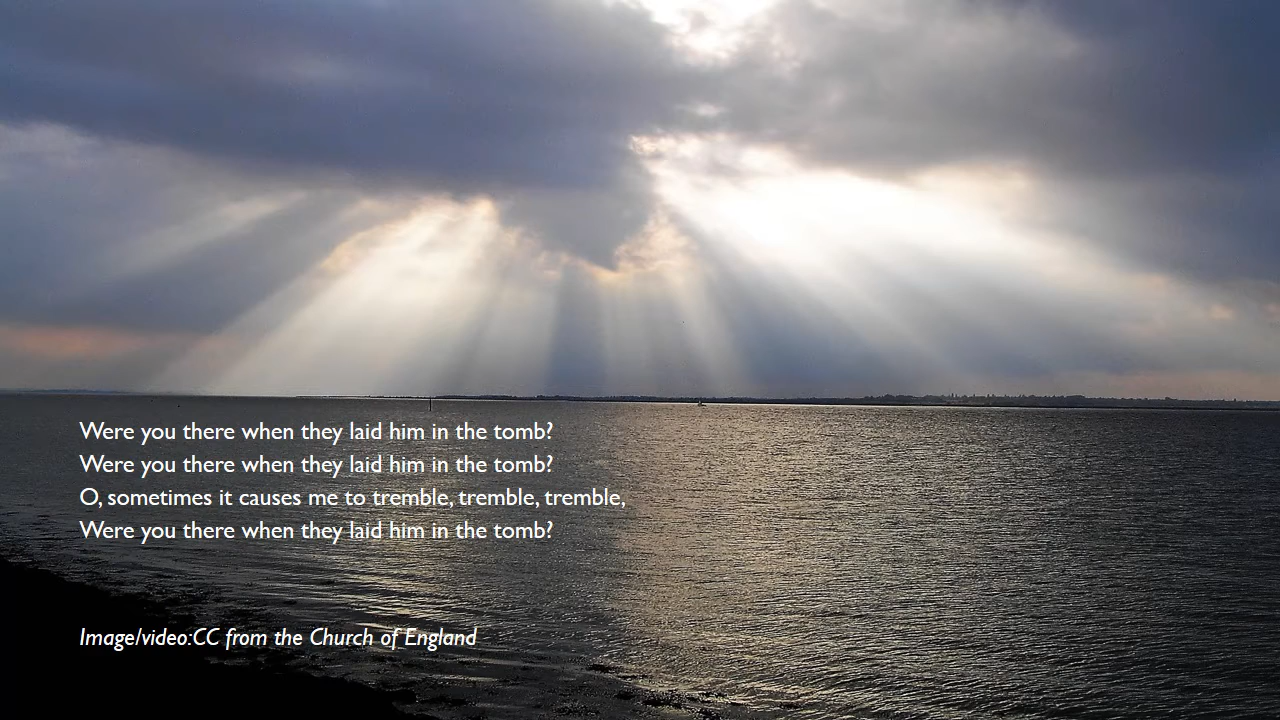 Were you there when they laid him in the tomb?
Were you there when they laid him in the tomb?
O, sometimes it causes me to tremble, tremble, tremble,
Were you there when they laid him in the tomb?
Image/video:CC from the Church of England